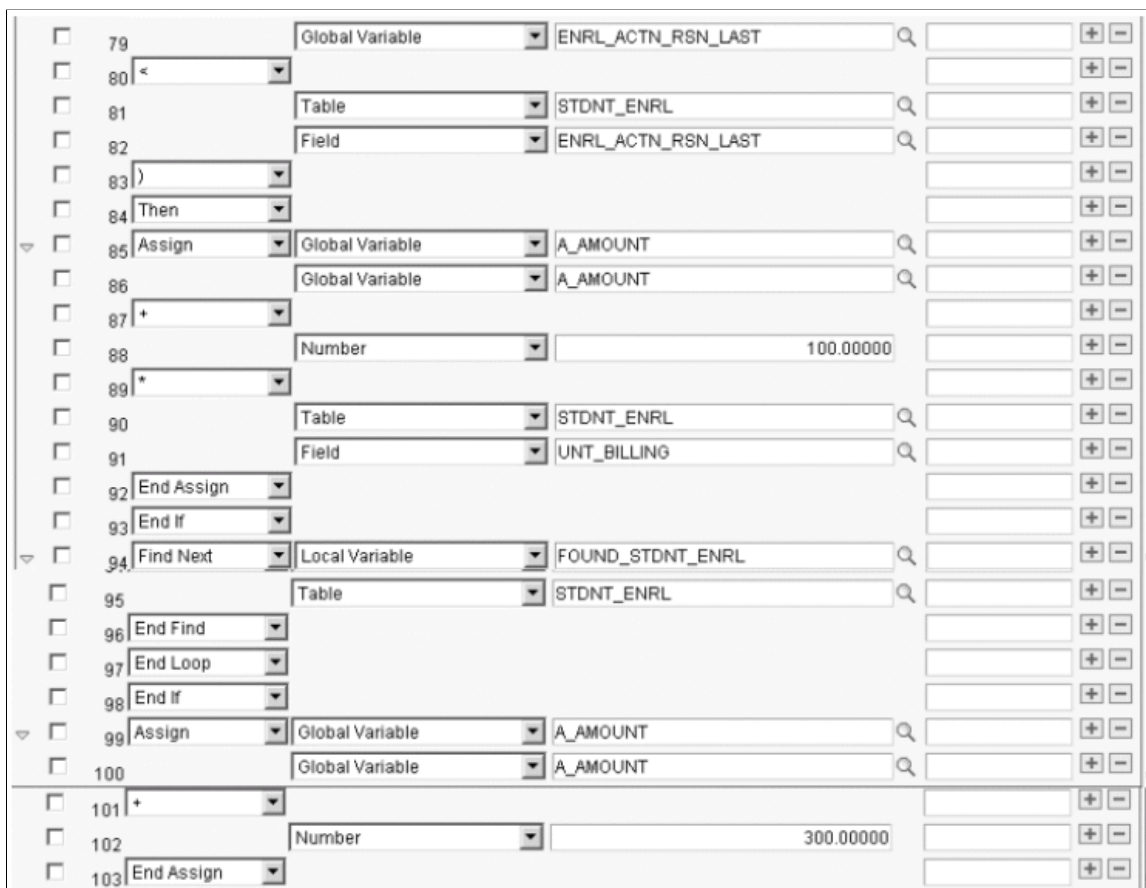 79 Global Variable ENRL_ACTN_RSN_LAST
80 <
81 Table STDNT_ENRL
82 Field ENRL_ACTN_RSN_LAST
83 )
84 Then
85 Assign Global Variable A_AMOUNT
86 Global Variable A_AMOUNT
87 +
88 Number 100.00000
89 *
90 Table STDNT_ENRL
91 Field UNT_BILLING
92 End Assign
93 End If
94 Find Next Local Variable FOUND_STDNT_ENRL
95 Table STDNT_ENRL
96 End Find
97 End Loop
98 End If
99 Assign Global Variable A_AMOUNT
100 Global Variable A_AMOUNT
101 +
102 Number 300.00000
103 End Assign